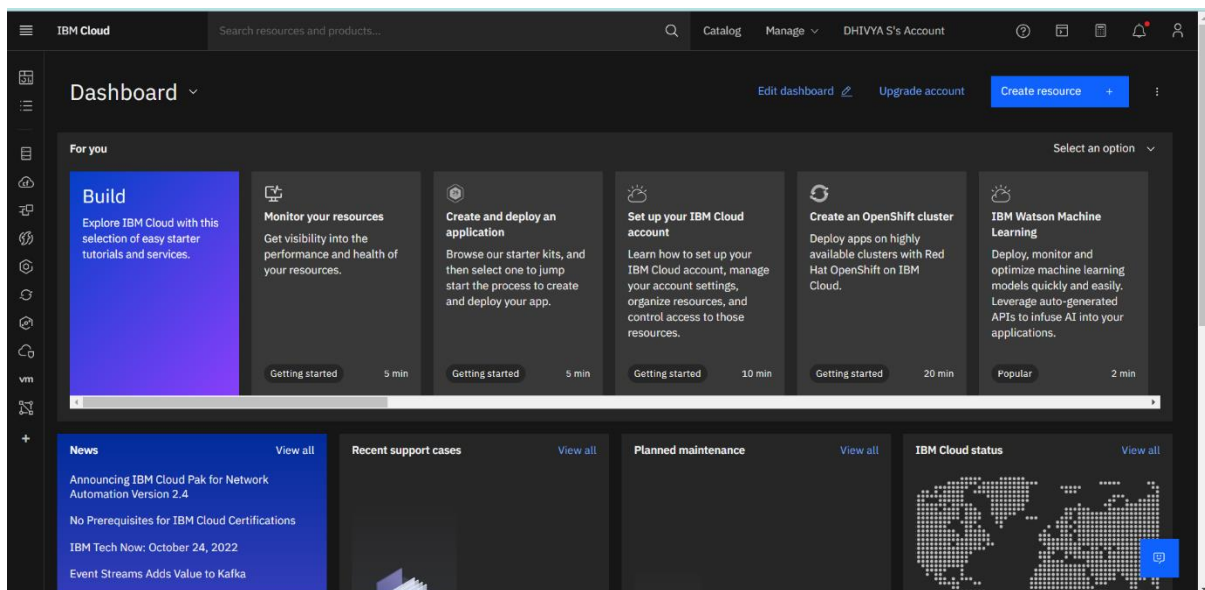 IBM Cloud
Search resources and products...
Catalog
Manage
DHIVYA S's Account
Dashboard
Edit dashboard
Upgrade account
Create resource +
For you
Select an option
Build
Explore IBM Cloud with this
selection of easy starter
tutorials and services.
Monitor your resources
Get visibility into the
performance and health of
your resources.
Getting started
5 min
Create and deploy an
application
Browse our starter kits, and
then select one to jump
start the process to create
and deploy your app.
Getting started
5 min
Set up your IBM Cloud
account
Learn how to set up your
IBM Cloud account, manage
your account settings,
organize resources, and
control access to those
resources.
Getting started
10 min
Create an OpenShift cluster
Deploy apps on highly
available clusters with Red
Hat OpenShift on IBM
Cloud.
Getting started
20 min
IBM Watson Machine
Learning
Deploy, monitor and
optimize machine learning
models quickly and easily.
Leverage auto-generated
APIs to infuse AI into your
applications.
Popular
2 min
vm
+
News
View all
Announcing IBM Cloud Pak for Network
Automation Version 2.4
No Prerequisites for IBM Cloud Certifications
IBM Tech Now: October 24, 2022
Event Streams Adds Value to Kafka
Recent support cases
View all
Planned maintenance
View all
IBM Cloud status
View all